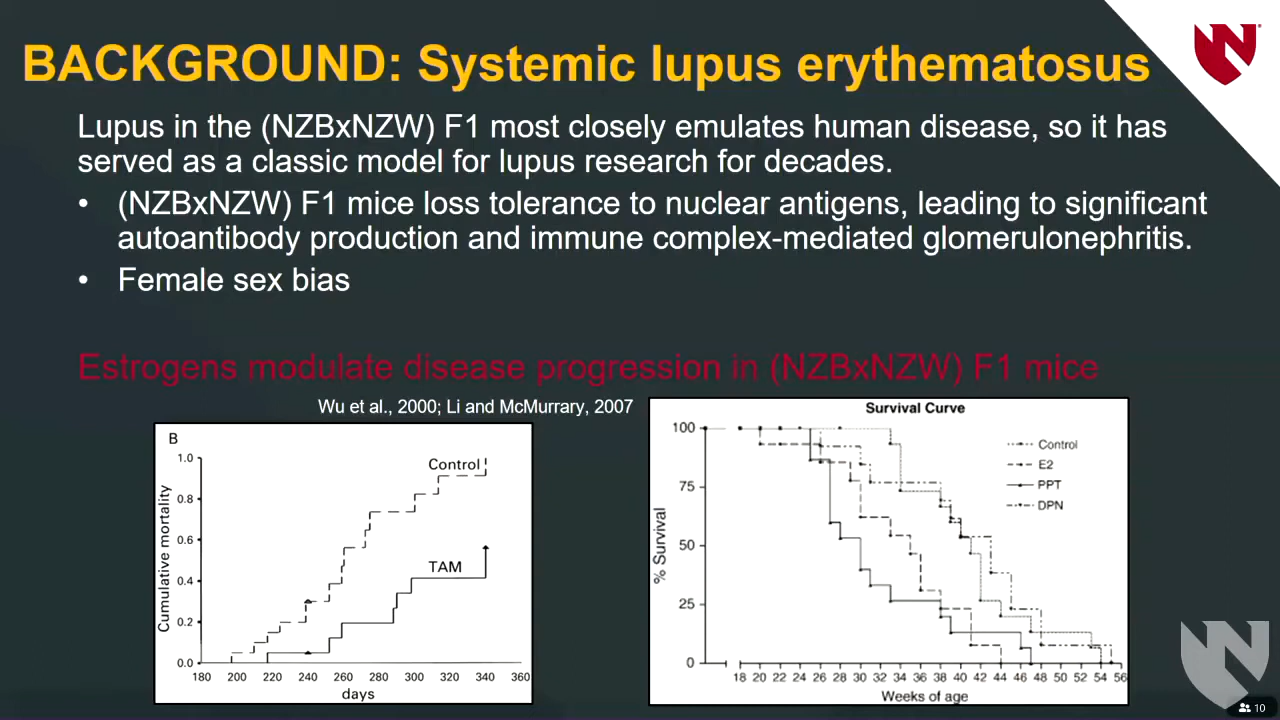 BACKGROUND: Systemic lupus erythematosus
Lupus in the (NZBxNZW) F1 most closely emulates human disease, so it has
served as a classic model for lupus research for decades.
• (NZBxNZW) F1 mice loss tolerance to nuclear antigens, leading to significant
autoantibody production and immune complex-mediated glomerulonephritis.
• Female sex bias
Estrogens modulate disease progression in (NZBxNZW) F1 mice
Wu et al., 2000; Li and McMurrary, 2007
B
Cumulative mortality
1.0
0.8
0.6
0.4
0.2
0.0
Control
TAM
180 200 220 240 260 280 300 320 340 360
days
Survival Curve
% Survival
100
75
50
25
0
Control
E2
PPT
DPN
18 20 22 24 26 28 30 32 34 36 38 40 42 44 46 48 50 52 54 56
Weeks of age
N
N
10